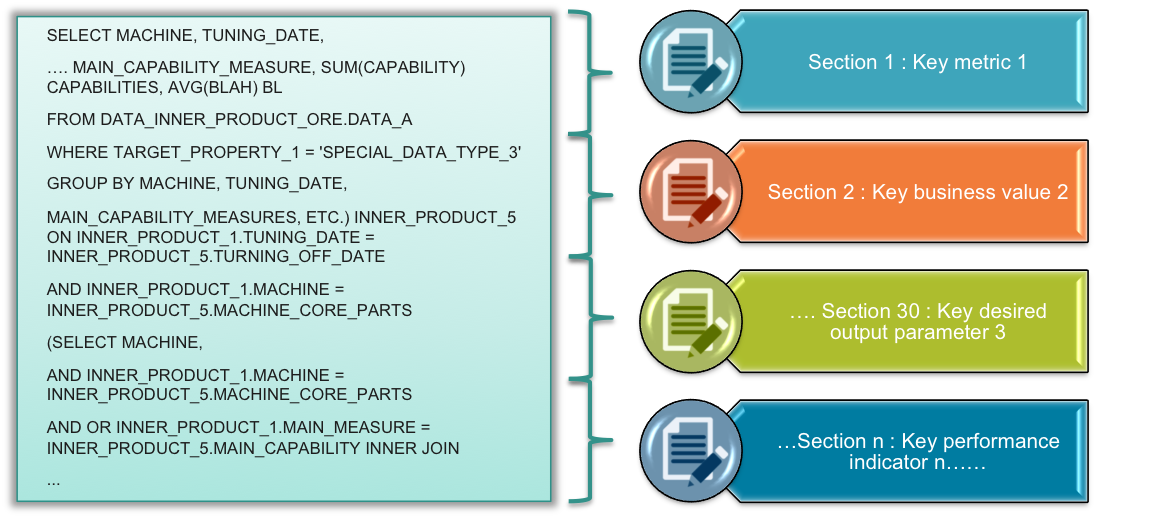 SELECT MACHINE, TUNING_DATE,
…. MAIN_CAPABILITY_MEASURE, SUM(CAPABILITY)
CAPABILITIES, AVG(BLAH) BL
FROM DATA_INNER_PRODUCT_ORE.DATA_A
WHERE TARGET_PROPERTY_1 = 'SPECIAL_DATA_TYPE_3'
GROUP BY MACHINE, TUNING_DATE,
MAIN_CAPABILITY_MEASURES, ETC.) INNER_PRODUCT_5
ON INNER_PRODUCT_1.TUNING_DATE =
INNER_PRODUCT_5.TURNING_OFF_DATE
AND INNER_PRODUCT_1.MACHINE =
INNER_PRODUCT_5.MACHINE_CORE_PARTS
(SELECT MACHINE,
AND INNER_PRODUCT_1.MACHINE =
INNER_PRODUCT_5.MACHINE_CORE_PARTS
AND OR INNER_PRODUCT_1.MAIN_MEASURE =
INNER_PRODUCT_5.MAIN_CAPABILITY INNER JOIN
...
Section 1 : Key metric 1
Section 2 : Key business value 2
…. Section 30 : Key desired
output parameter 3
…Section n : Key performance
indicator n……